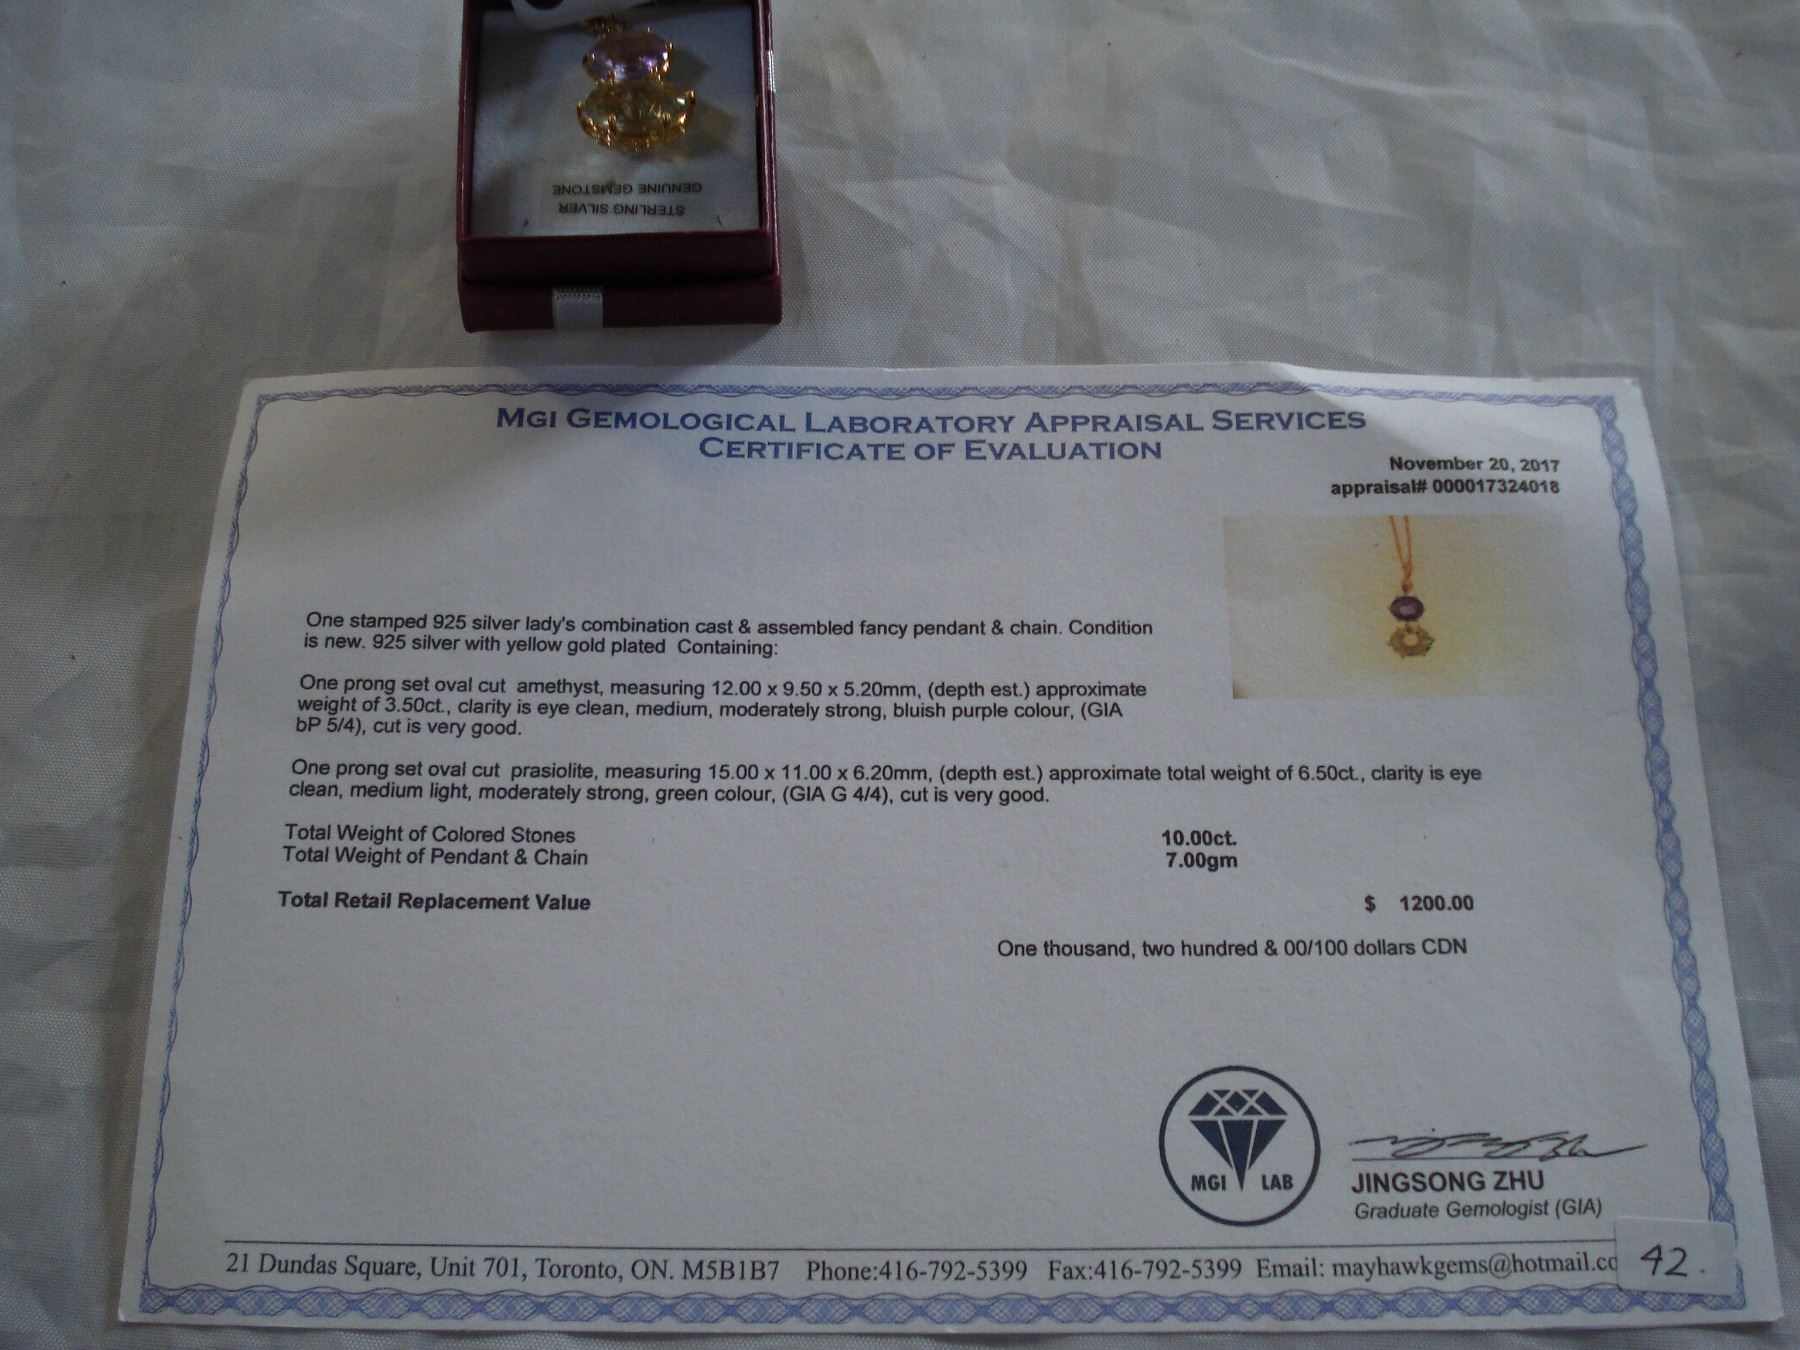 GENUINE GEMSTONE
STERLING SILVER
MGI GEMOLOGICAL LABORATORY APPRAISAL SERVICES
CERTIFICATE OF EVALUATION
November 20, 2017
appraisal# 000017324018
One stamped 925 silver lady's combination cast & assembled fancy pendant & chain. Condition
is new. 925 silver with yellow gold plated Containing:
One prong set oval cut amethyst, measuring 12.00 x 9.50 x 5.20mm, (depth est.) approximate
weight of 3.50ct., clarity is eye clean, medium, moderately strong, bluish purple colour, (GIA
bP 5/4), cut is very good.
One prong set oval cut prasiolite, measuring 15.00 x 11.00 x 6.20mm, (depth est.) approximate total weight of 6.50ct., clarity is eye
clean, medium light, moderately strong, green colour, (GIA G 4/4), cut is very good.
Total Weight of Colored Stones 10.00ct.
Total Weight of Pendant & Chain 7.00gm
Total Retail Replacement Value $ 1200.00
One thousand, two hundred & 00/100 dollars CDN
MGI LAB
JINGSONG ZHU
Graduate Gemologist (GIA)
21 Dundas Square, Unit 701, Toronto, ON. M5B1B7 Phone:416-792-5399 Fax:416-792-5399 Email: mayhawkgems@hotmail.co
42.